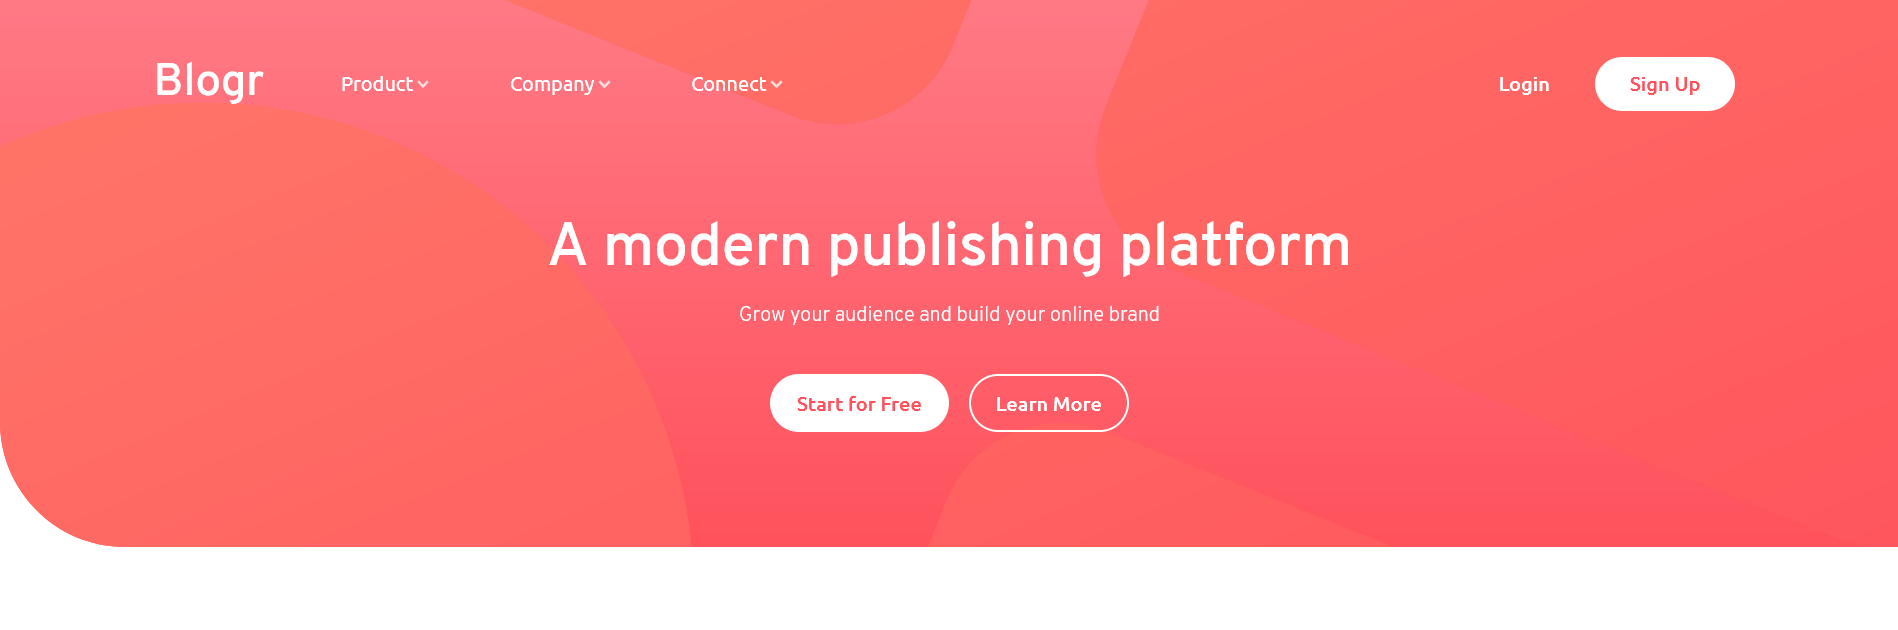 Blogr Product Company Connect Login Sign Up
A modern publishing platform
Grow your audience and build your online brand
Start for Free Learn More